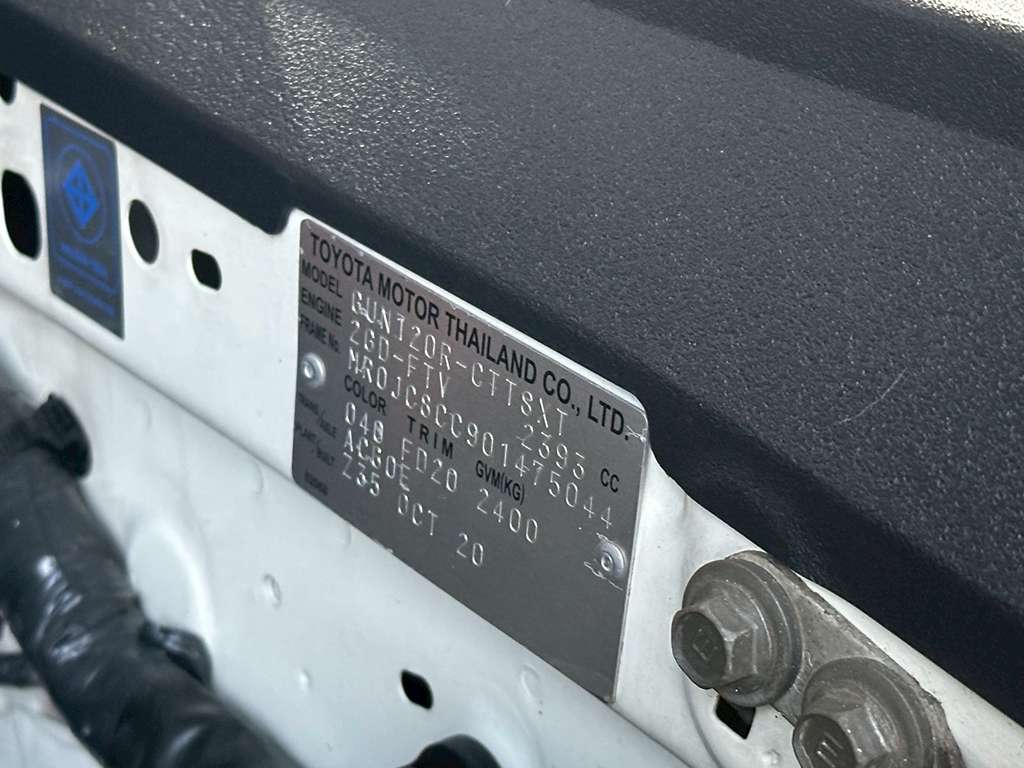 TOYOTA MOTOR THAILAND CO., LTD.
MODEL GUN120R-CTTSXT
ENGINE 2GD-FTV 2393 CC
FRAME No. MR0JC8CC901475044
COLOR TRIM GVM(KG)
040 FD20 2400
TRANS./AXLE AC60E
PLANT/BUILT Z35 OCT 20